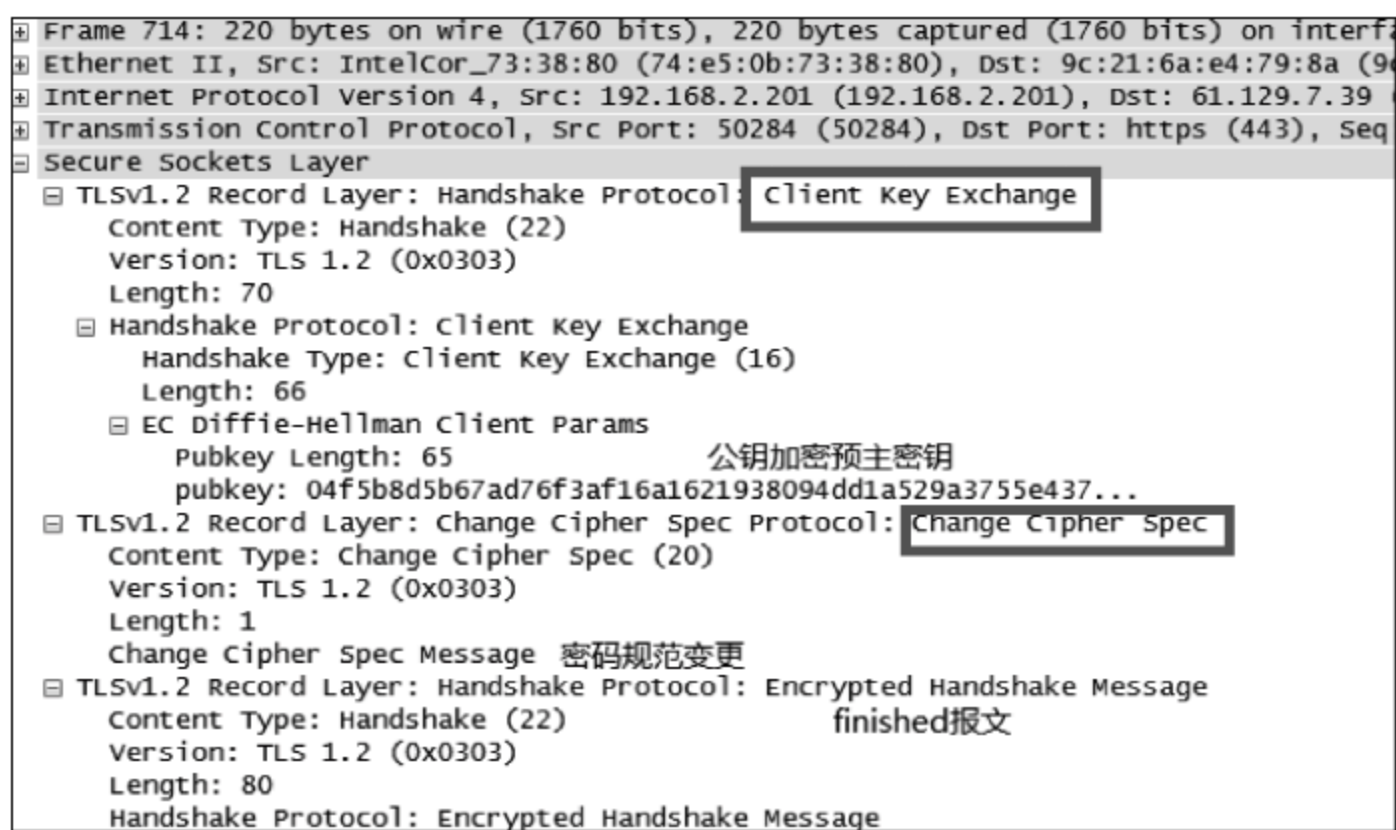 Frame 714: 220 bytes on wire (1760 bits), 220 bytes captured (1760 bits) on interf
Ethernet II, Src: IntelCor_73:38:80 (74:e5:0b:73:38:80), Dst: 9c:21:6a:e4:79:8a (9
Internet Protocol Version 4, Src: 192.168.2.201 (192.168.2.201), Dst: 61.129.7.39
Transmission Control Protocol, Src Port: 50284 (50284), Dst Port: https (443), Seq
Secure Sockets Layer
TLSv1.2 Record Layer: Handshake Protocol: Client Key Exchange
Content Type: Handshake (22)
Version: TLS 1.2 (0x0303)
Length: 70
Handshake Protocol: Client Key Exchange
Handshake Type: Client Key Exchange (16)
Length: 66
EC Diffie-Hellman Client Params
Pubkey Length: 65 公钥加密预主密钥
pubkey: 04f5b8d5b67ad76f3af16a1621938094dd1a529a3755e437...
TLSv1.2 Record Layer: Change Cipher Spec Protocol: Change Cipher Spec
Content Type: Change Cipher Spec (20)
Version: TLS 1.2 (0x0303)
Length: 1
Change Cipher Spec Message 密码规范变更
TLSv1.2 Record Layer: Handshake Protocol: Encrypted Handshake Message
Content Type: Handshake (22) finished报文
Version: TLS 1.2 (0x0303)
Length: 80
Handshake Protocol: Encrypted Handshake Message